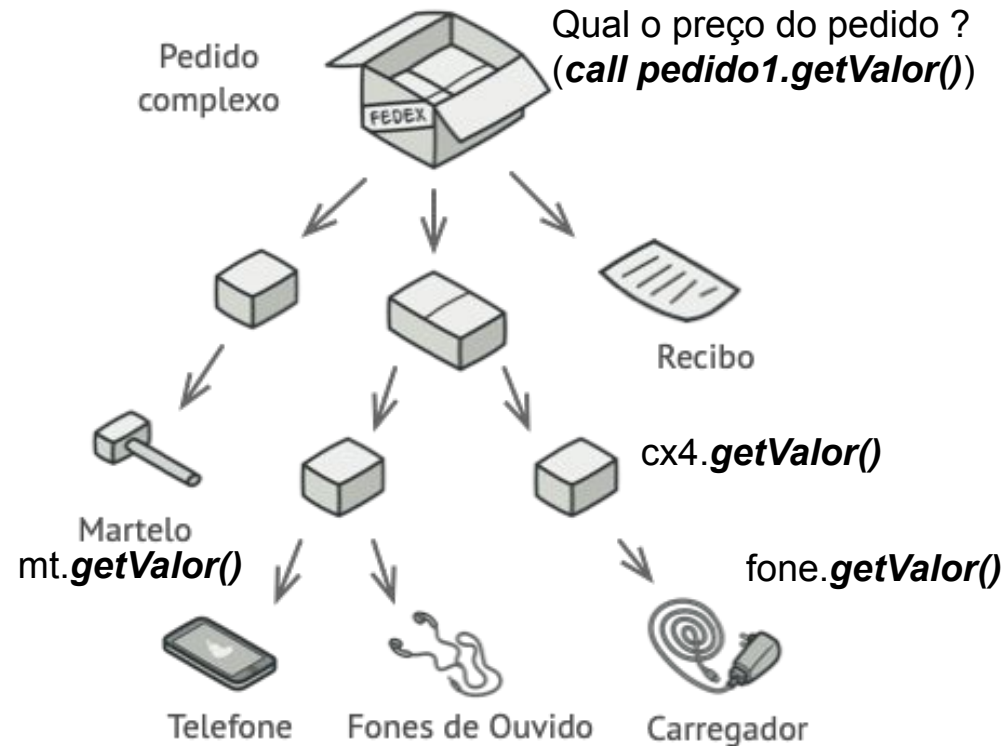 Qual o preço do pedido ?
(call pedido1.getValor())
Pedido
complexo
FEDEX
Recibo
cx4.getValor()
Martelo
mt.getValor()
fone.getValor()
Telefone
Fones de Ouvido
Carregador